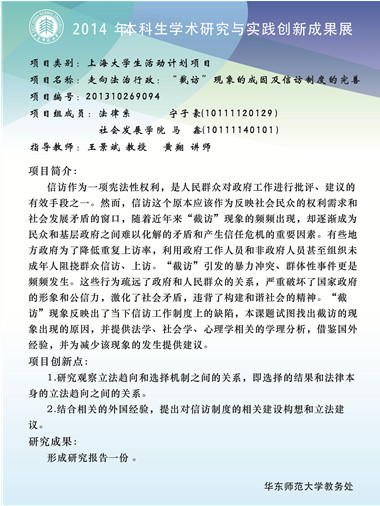 2014 年本科生学术研究与实践创新成果展
项目类别：上海大学生活动计划项目
项目名称：走向法治行政：“截访”现象的成因及信访制度的完善
项目编号：201310269094
项目组成员：法律系 宁子豪(10111120129)
社会发展学院 马 鑫(10111140101)
指导教师：王景斌 教授 黄翔 讲师
项目简介：
信访作为一项宪法性权利，是人民群众对政府工作进行批评、建议的
有效手段之一。然而，信访这个原本应该作为反映社会民众的权利需求和
社会发展矛盾的窗口，随着近年来“截访”现象的频频出现，却逐渐成为
民众和基层政府之间难以化解的矛盾和产生信任危机的重要因素。有些地
方政府为了降低重复上访率，利用政府工作人员和非政府人员甚至组织未
成年人阻挠群众信访、上访。“截访”引发的暴力冲突、群体性事件更是
频频发生。这些行为疏远了政府和人民群众的关系，严重破坏了国家政府
的形象和公信力，激化了社会矛盾，违背了构建和谐社会的精神。“截
访”现象反映出了当下信访工作制度上的缺陷，本课题试图找出截访的现
象出现的原因，并提供法学、社会学、心理学相关的学理分析，借鉴国外
经验，并为减少该现象的发生提供建议。
项目创新点：
1.研究观察立法趋向和选择机制之间的关系，即选择的结果和法律本
身的立法趋向之间的关系。
2.结合相关的外国经验，提出对信访制度的相关建设构想和立法建
议。
研究成果：
形成研究报告一份。
华东师范大学教务处